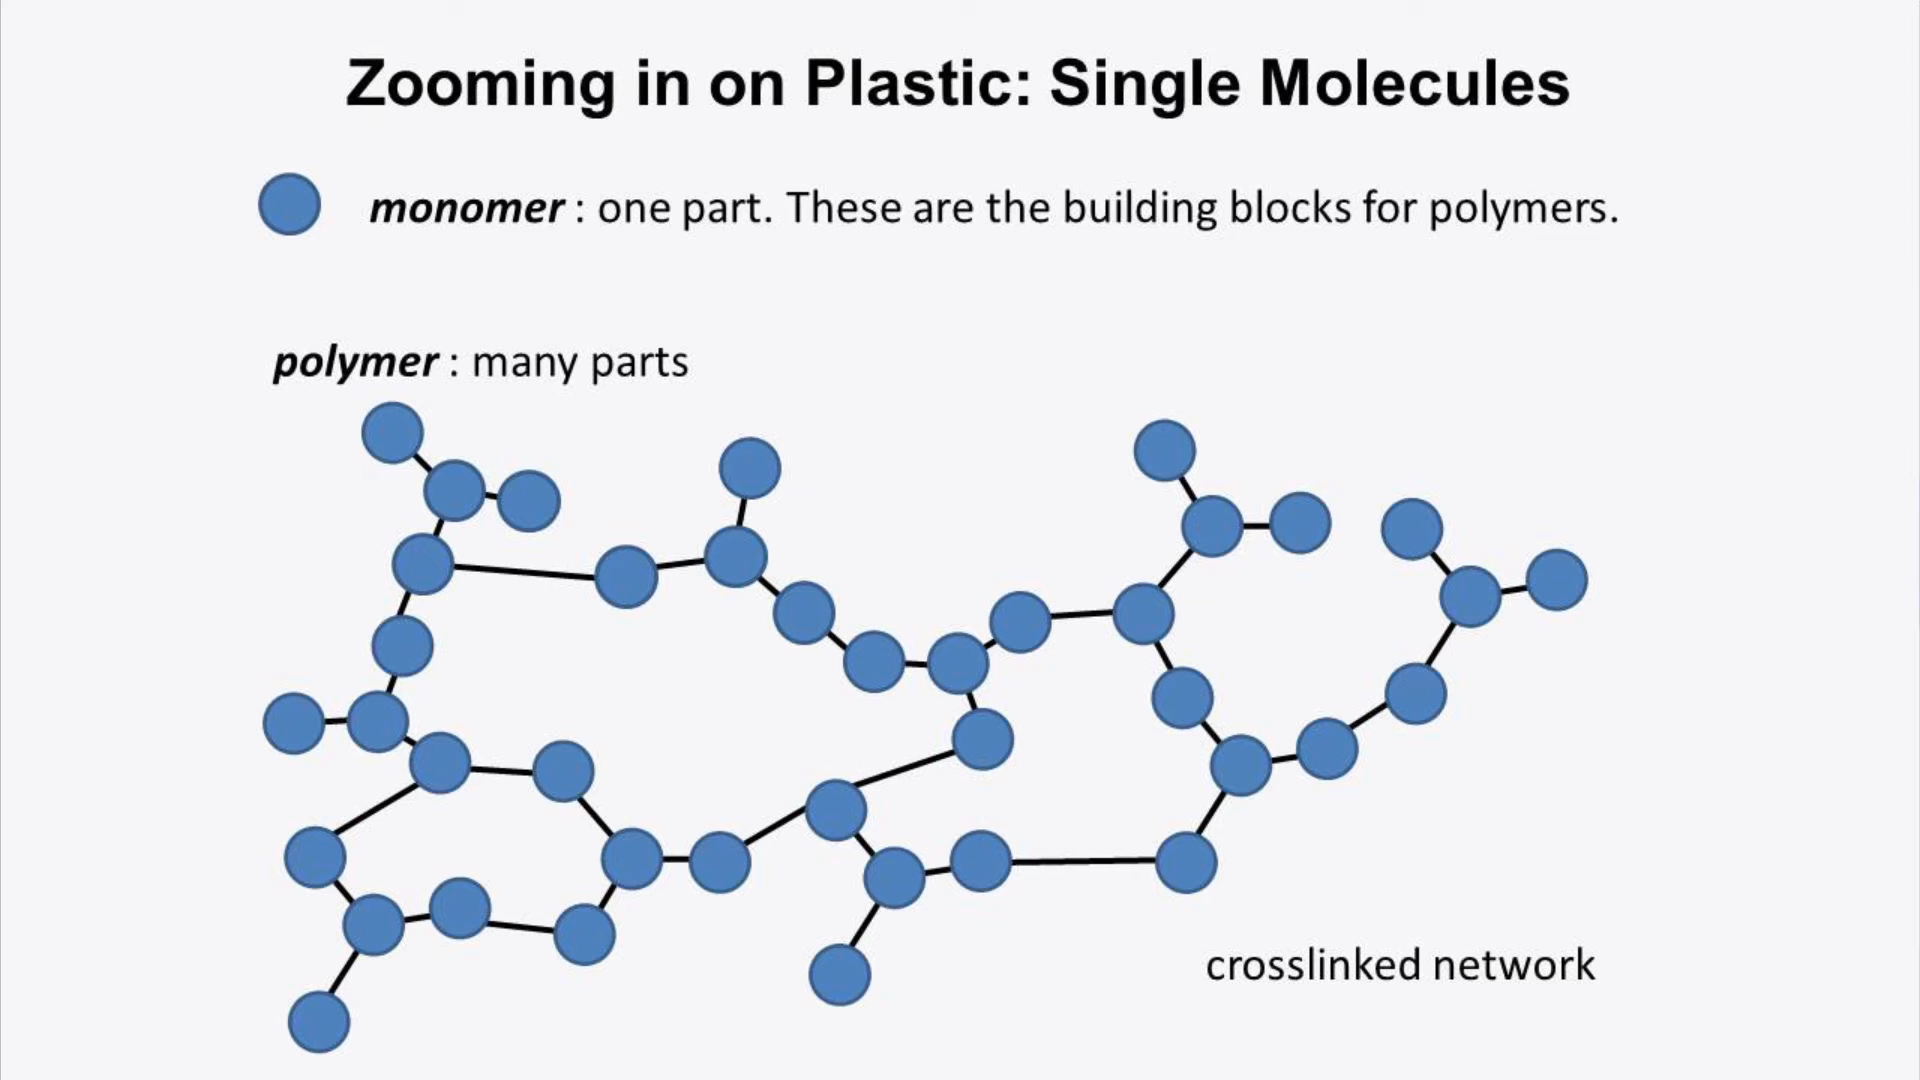 Zooming in on Plastic: Single Molecules
monomer : one part. These are the building blocks for polymers.
polymer : many parts
crosslinked network